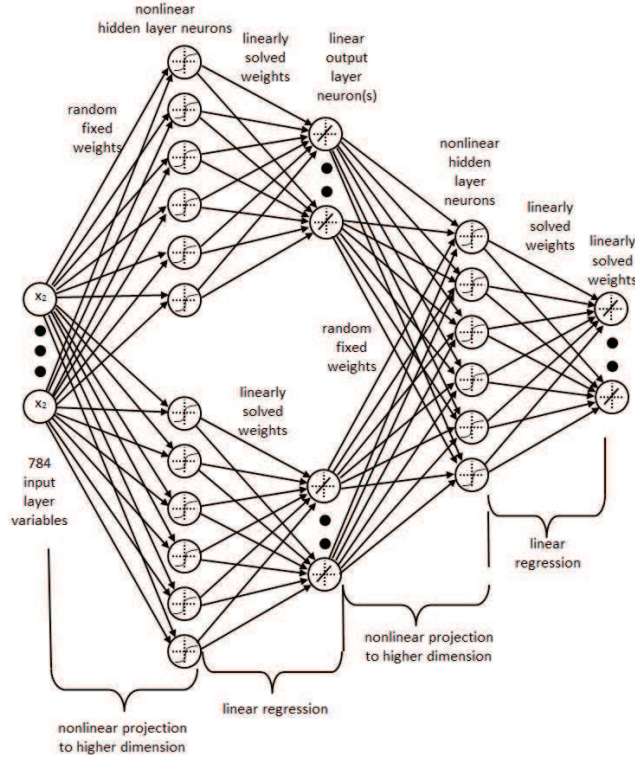 nonlinear
hidden layer neurons
linearly
solved
weights
linear
output
layer
neuron(s)
random
fixed
weights
nonlinear
hidden
layer
neurons
linearly
solved
weights
linearly
solved
weights
x₂
x₂
random
fixed
weights
linearly
solved
weights
784
input
layer
variables
linear
regression
nonlinear projection
to higher dimension
linear regression
nonlinear projection
to higher dimension